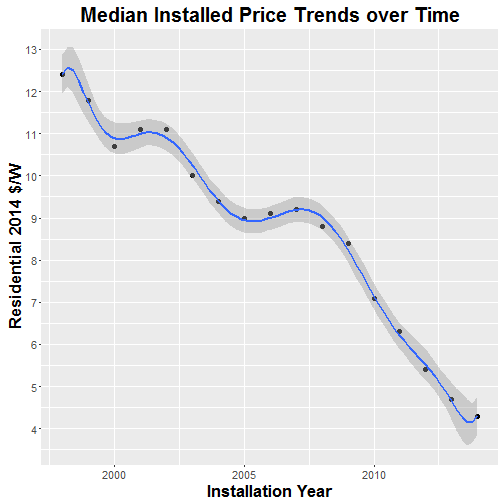 Median Installed Price Trends over Time
Residential 2014 $/W
13
12
11
10
9
8
7
6
5
4
2000 2005 2010
Installation Year